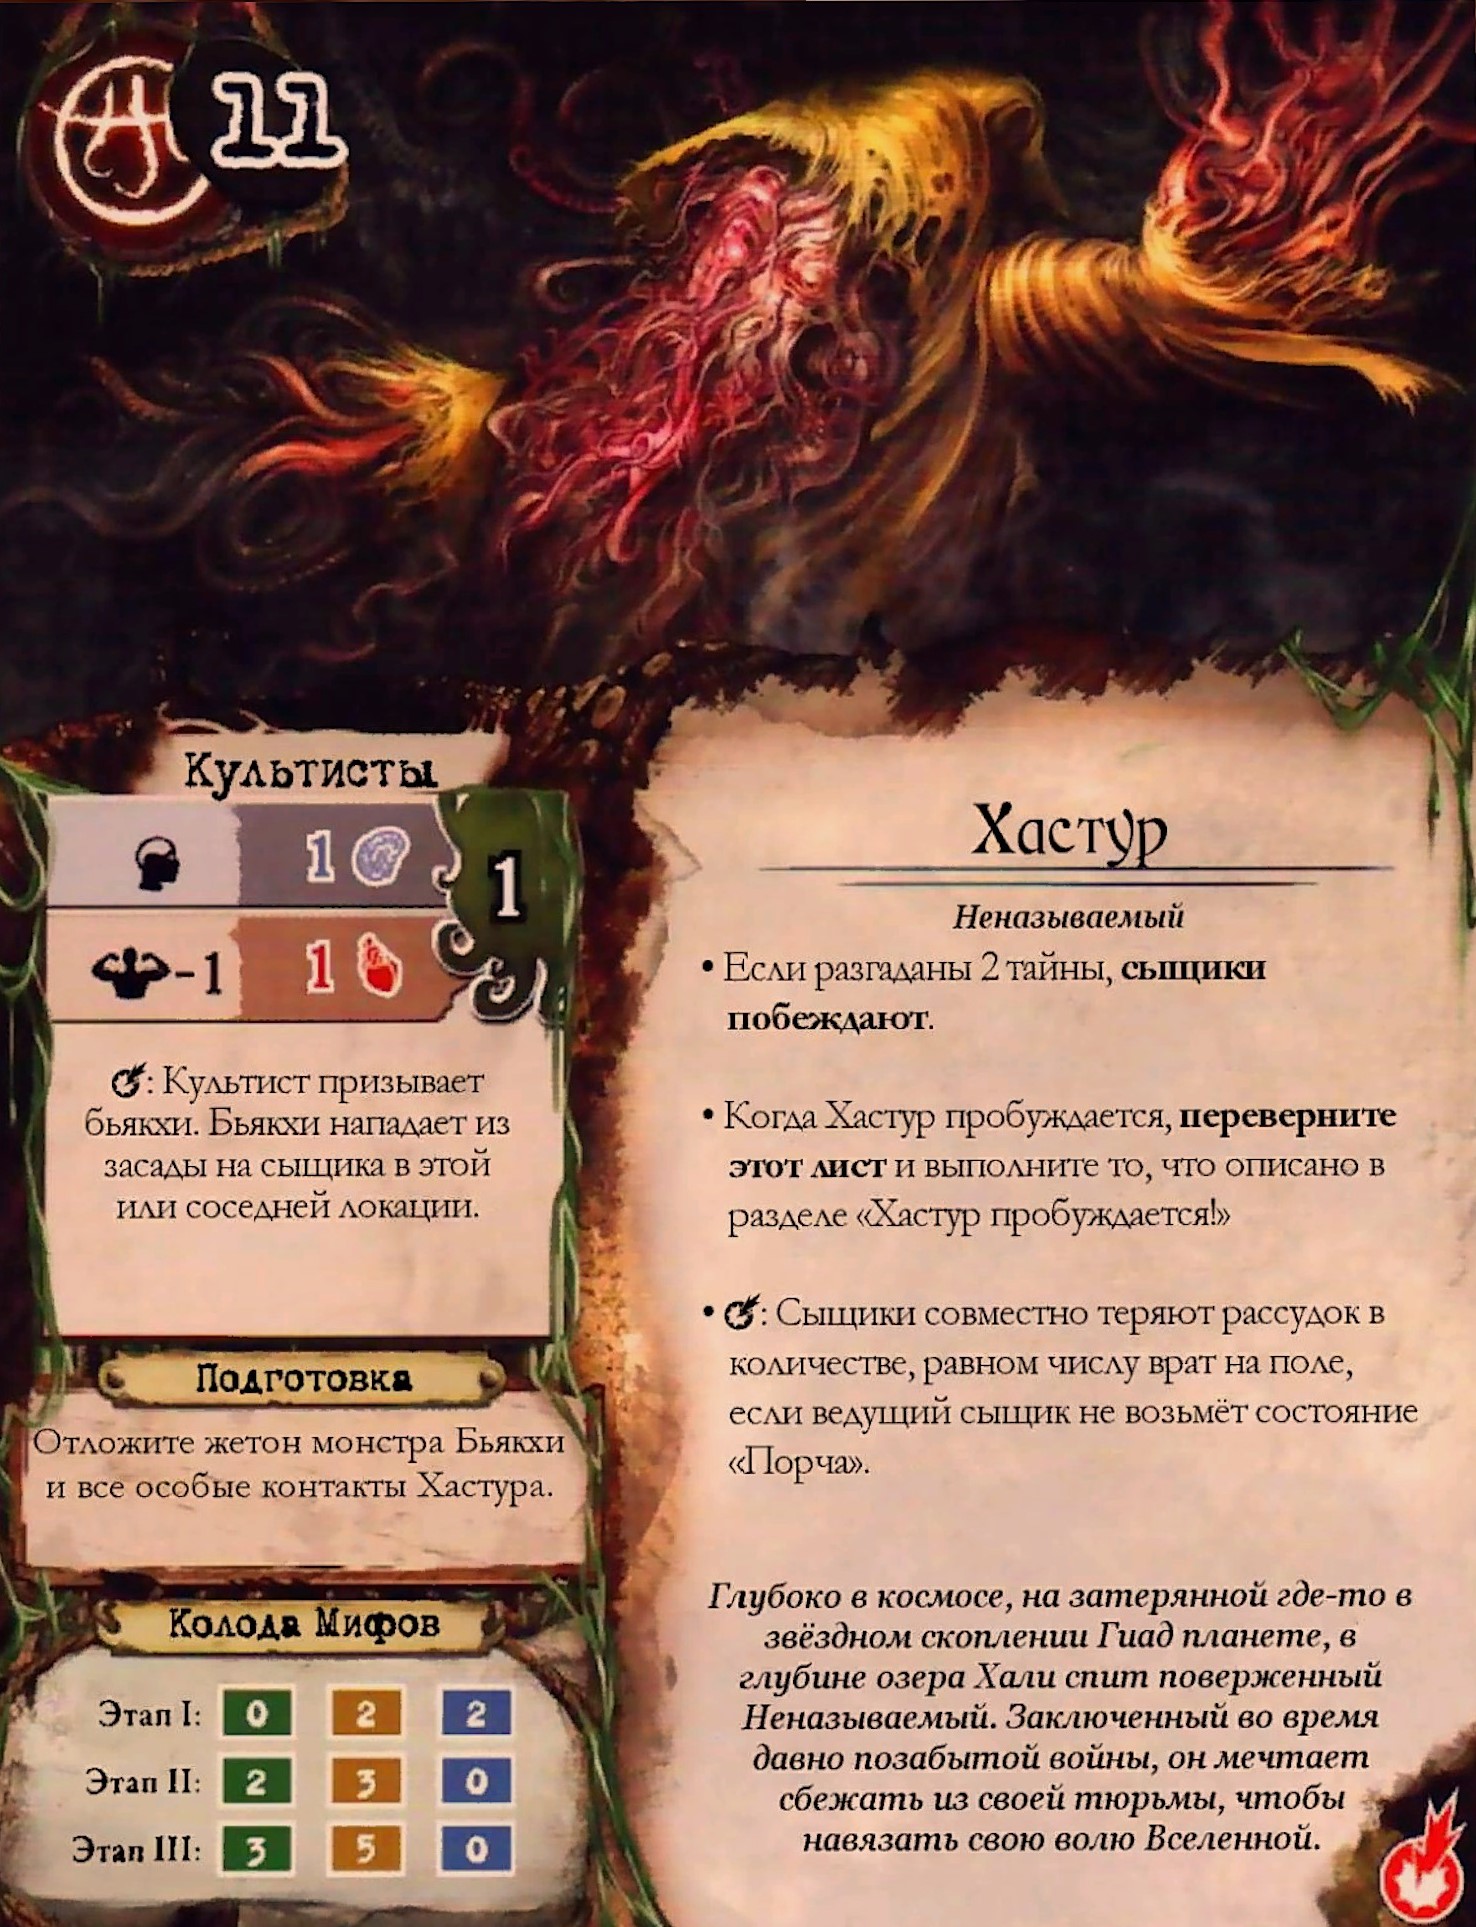 11
Культисты
1
1
-1
1
: Культист призывает
бьякхи. Бьякхи нападает из
засады на сыщика в этой
или соседней локации.
Подготовка
Отложите жетон монстра Бьякхи
и все особые контакты Хастура.
Колода Мифов
Этап I: 0 2 2
Этап II: 2 3 0
Этап III: 3 5 0
Хастур
Неназываемый
• Если разгаданы 2 тайны, сыщики
побеждают.
• Когда Хастур пробуждается, переверните
этот лист и выполните то, что описано в
разделе «Хастур пробуждается!»
• : Сыщики совместно теряют рассудок в
количестве, равном числу врат на поле,
если ведущий сыщик не возьмёт состояние
«Порча».
Глубоко в космосе, на затерянной где-то в
звёздном скоплении Гиад планете, в
глубине озера Хали спит поверженный
Неназываемый. Заключенный во время
давно позабытой войны, он мечтает
сбежать из своей тюрьмы, чтобы
навязать свою волю Вселенной.